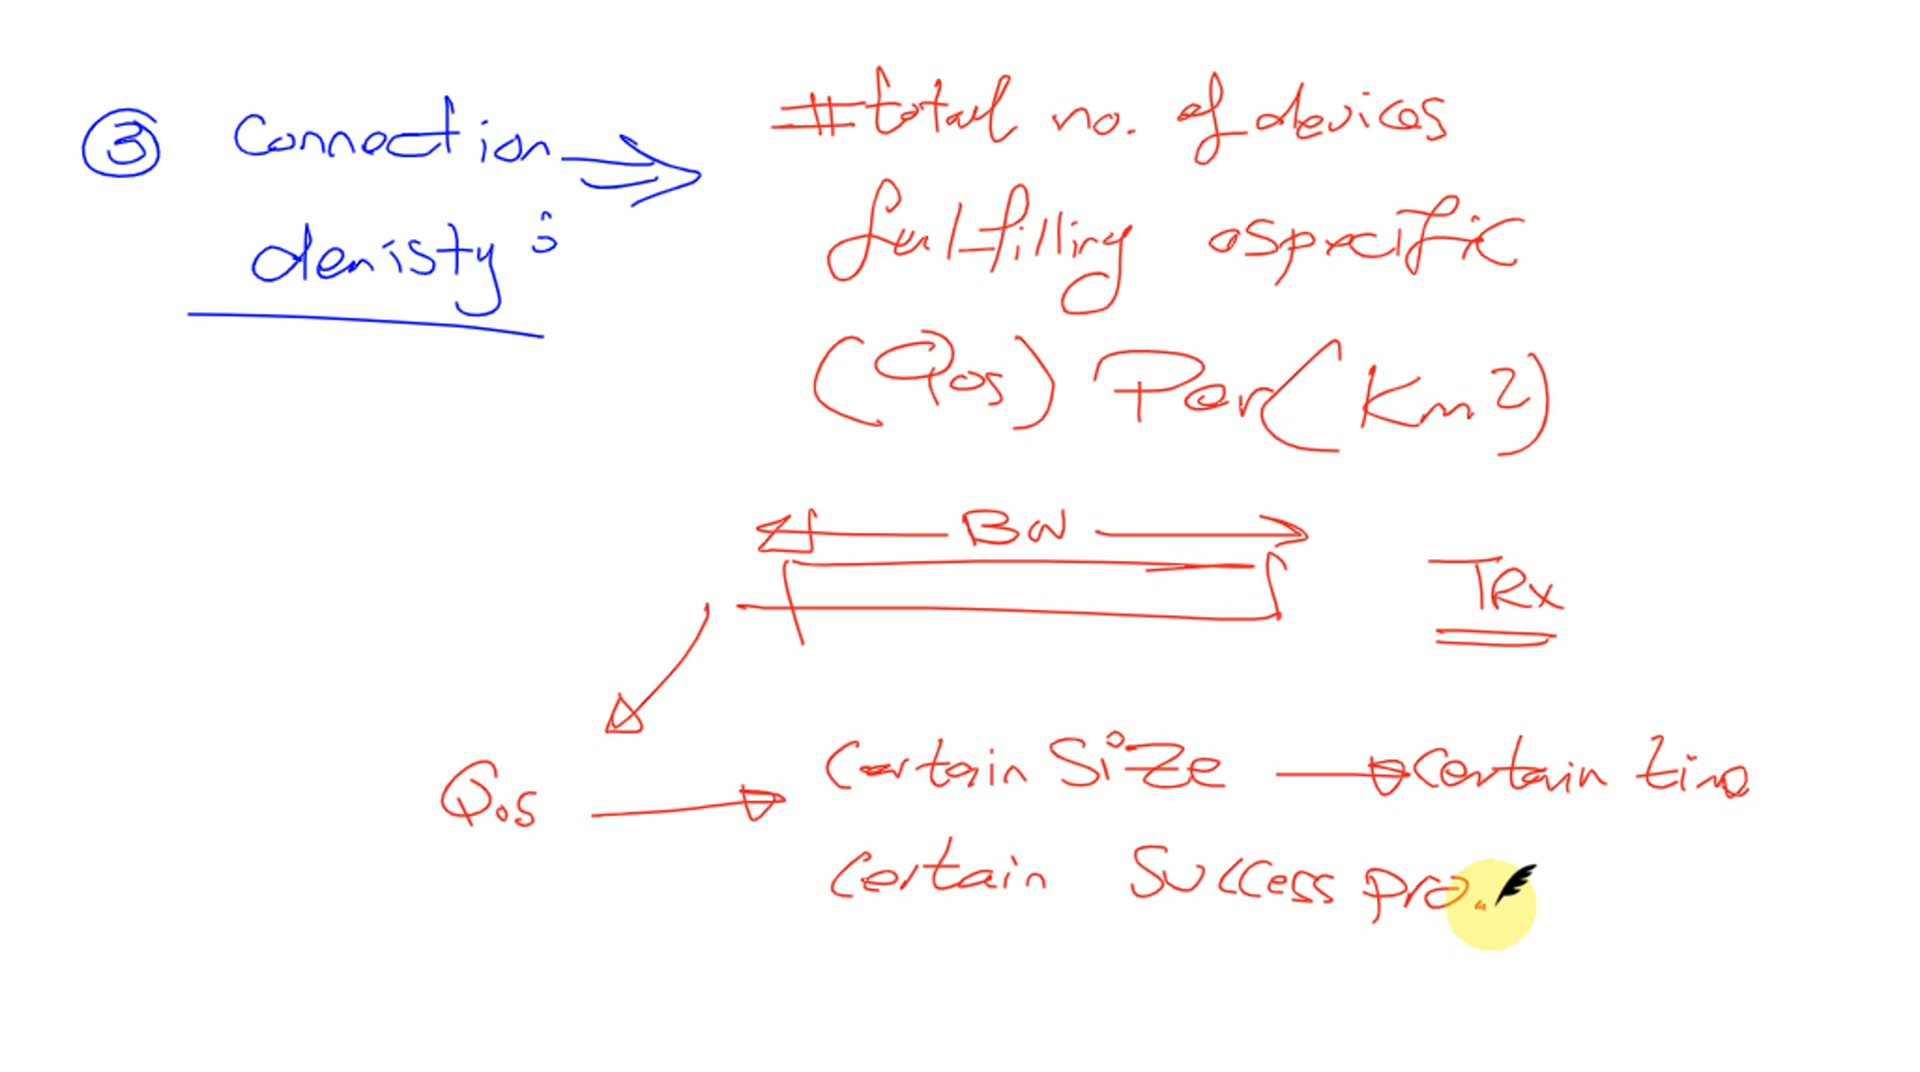 ③ Connection
denisty:
#total no. of devices
fulfilling a specific
(QoS) Per (Km²)
BW
TRx
QoS
Certain Size → Certain time
Certain Success pro.